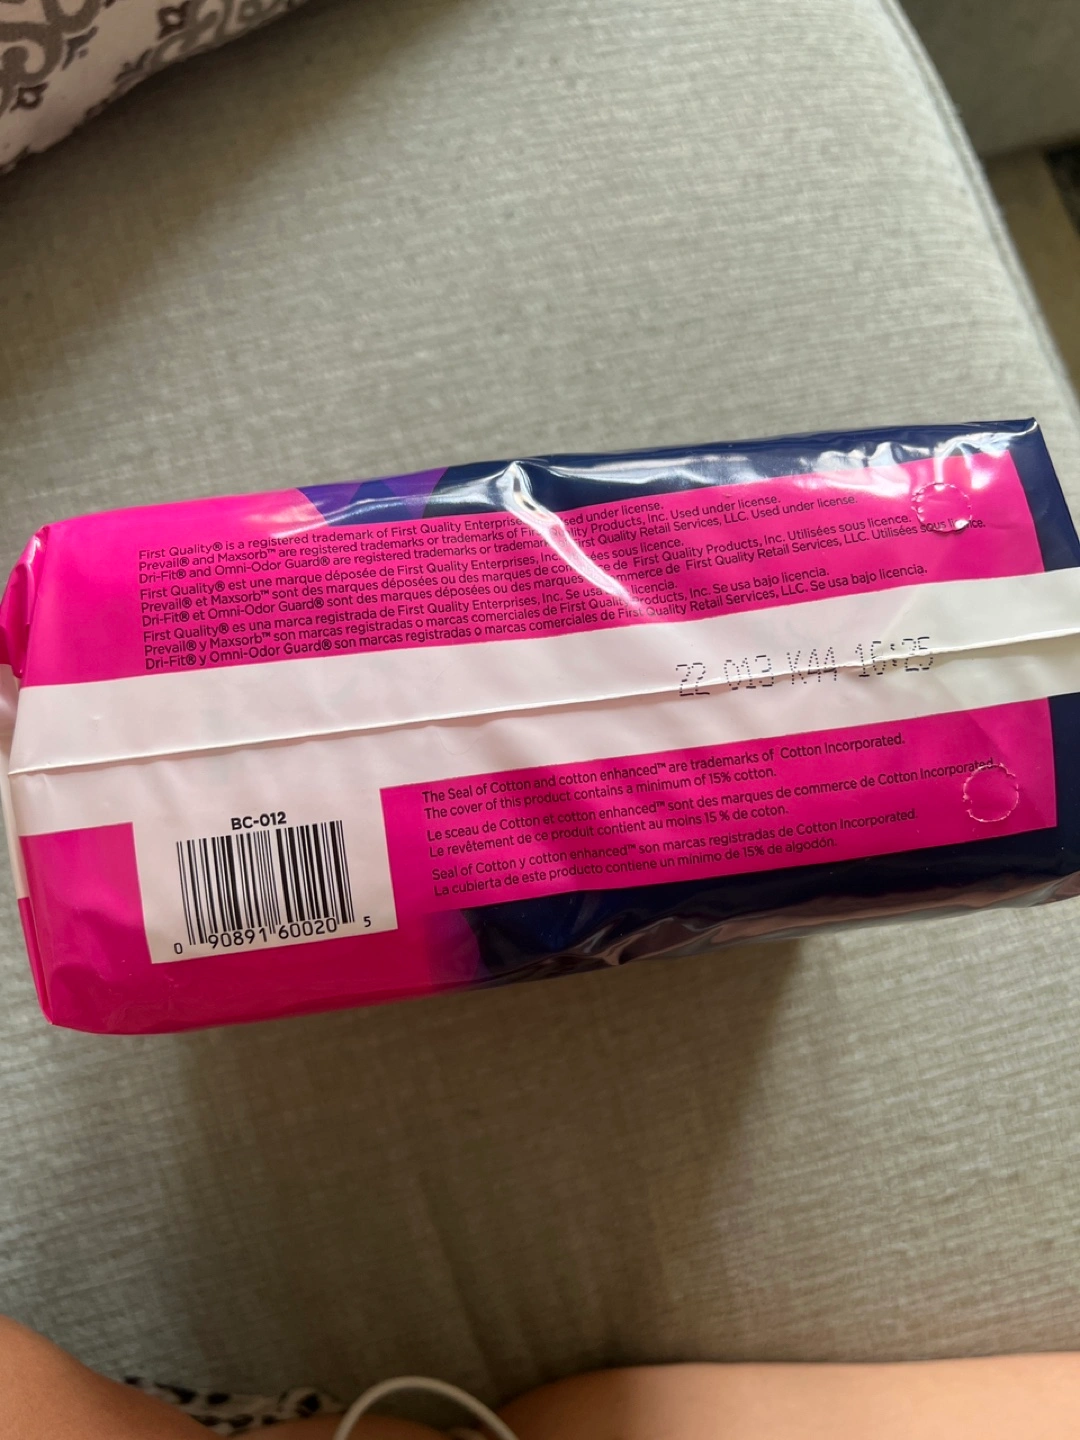 First Quality® is a registered trademark of First Quality Enterprise used under license.
Prevail® and Maxsorb™ are registered trademarks or trademarks of First Quality Products, Inc. Used under license.
Dri-Fit® and Omni-Odor Guard® are registered trademarks or trademar First Quality Retail Services, LLC. Used under license.
First Quality® est une marque déposée de First Quality Enterprises, Inc. sous licence.
Prevail® et Maxsorb™ sont des marques déposées ou des marques de de First Quality Products, Inc. Utilisées sous licence.
Dri-Fit® et Omni-Odor Guard® sont des marques déposées ou des marques de First Quality Retail Services, LLC. Utilisées sous licence.
First Quality® es una marca registrada de First Quality Enterprises, Inc. Se usa licencia.
Prevail® y Maxsorb™ son marcas registradas o marcas comerciales de First Quality Products, Inc. Se usa bajo licencia.
Dri-Fit® y Omni-Odor Guard® son marcas registradas o marcas comerciales de First Quality Retail Services, LLC. Se usa bajo licencia.
22 013 K44 16:25
The Seal of Cotton and cotton enhanced™ are trademarks of Cotton Incorporated.
The cover of this product contains a minimum of 15% cotton.
Le sceau de Cotton et cotton enhanced™ sont des marques de commerce de Cotton Incorporated.
Le revêtement de ce produit contient au moins 15 % de coton.
Seal of Cotton y cotton enhanced™ son marcas registradas de Cotton Incorporated.
La cubierta de este producto contiene un mínimo de 15% de algodón.
BC-012
0 90891 60020 5